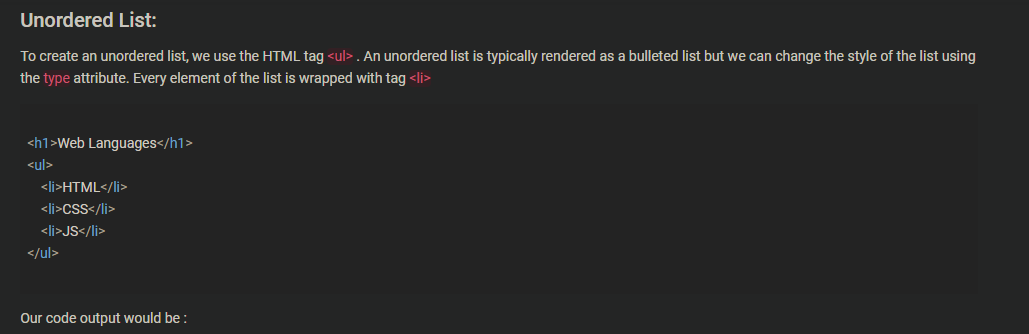 Unordered List:
To create an unordered list, we use the HTML tag <ul> . An unordered list is typically rendered as a bulleted list but we can change the style of the list using
the type attribute. Every element of the list is wrapped with tag <li>
<h1>Web Languages</h1>
<ul>
<li>HTML</li>
<li>CSS</li>
<li>JS</li>
</ul>
Our code output would be :